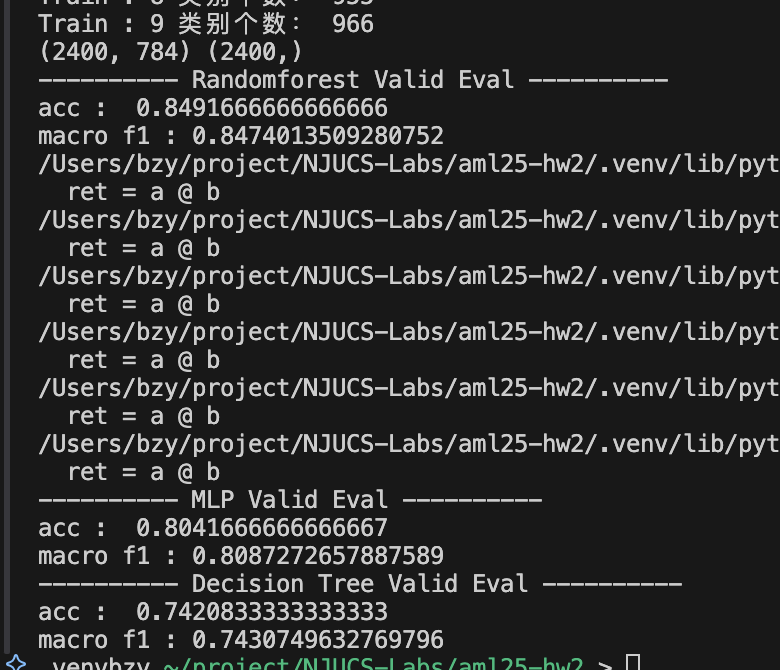 Train : 9 类别个数： 966
(2400, 784) (2400,)
---------- Randomforest Valid Eval ----------
acc :  0.8491666666666666
macro f1 : 0.8474013509280752
/Users/bzy/project/NJUCS-Labs/aml25-hw2/.venv/lib/pyt
  ret = a @ b
/Users/bzy/project/NJUCS-Labs/aml25-hw2/.venv/lib/pyt
  ret = a @ b
/Users/bzy/project/NJUCS-Labs/aml25-hw2/.venv/lib/pyt
  ret = a @ b
/Users/bzy/project/NJUCS-Labs/aml25-hw2/.venv/lib/pyt
  ret = a @ b
/Users/bzy/project/NJUCS-Labs/aml25-hw2/.venv/lib/pyt
  ret = a @ b
/Users/bzy/project/NJUCS-Labs/aml25-hw2/.venv/lib/pyt
  ret = a @ b
---------- MLP Valid Eval ----------
acc :  0.8041666666666667
macro f1 : 0.8087272657887589
---------- Decision Tree Valid Eval ----------
acc :  0.7420833333333333
macro f1 : 0.7430749632769796
.venvbzy ~/project/NJUCS-Labs/aml25-hw2 >